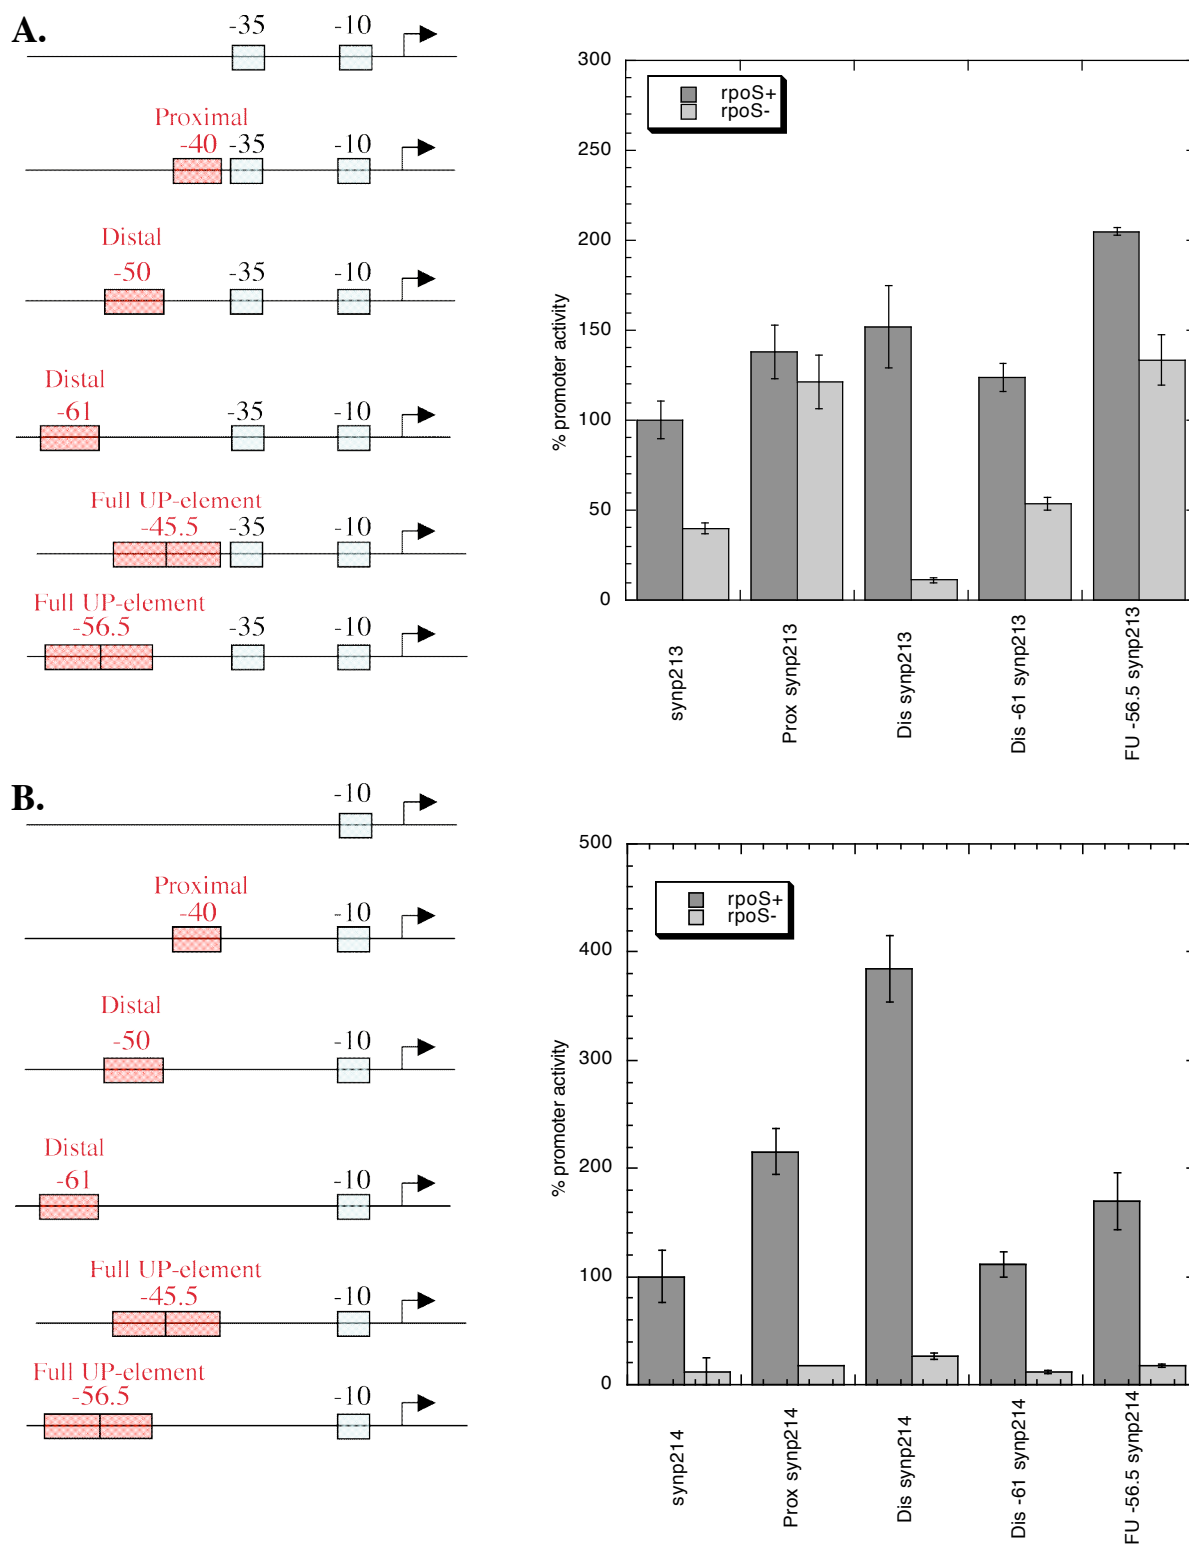 A.
-35 -10
Proximal
-40 -35 -10
Distal
-50 -35 -10
Distal
-61 -35 -10
Full UP-element
-45.5 -35 -10
Full UP-element
-56.5 -35 -10
300
250
200
150
100
50
0
% promoter activity
rpoS+
rpoS-
synp213
Prox synp213
Dis synp213
Dis -61 synp213
FU -56.5 synp213
B.
-10
Proximal
-40 -10
Distal
-50 -10
Distal
-61 -10
Full UP-element
-45.5 -10
Full UP-element
-56.5 -10
500
400
300
200
100
0
% promoter activity
rpoS+
rpoS-
synp214
Prox synp214
Dis synp214
Dis -61 synp214
FU -56.5 synp214